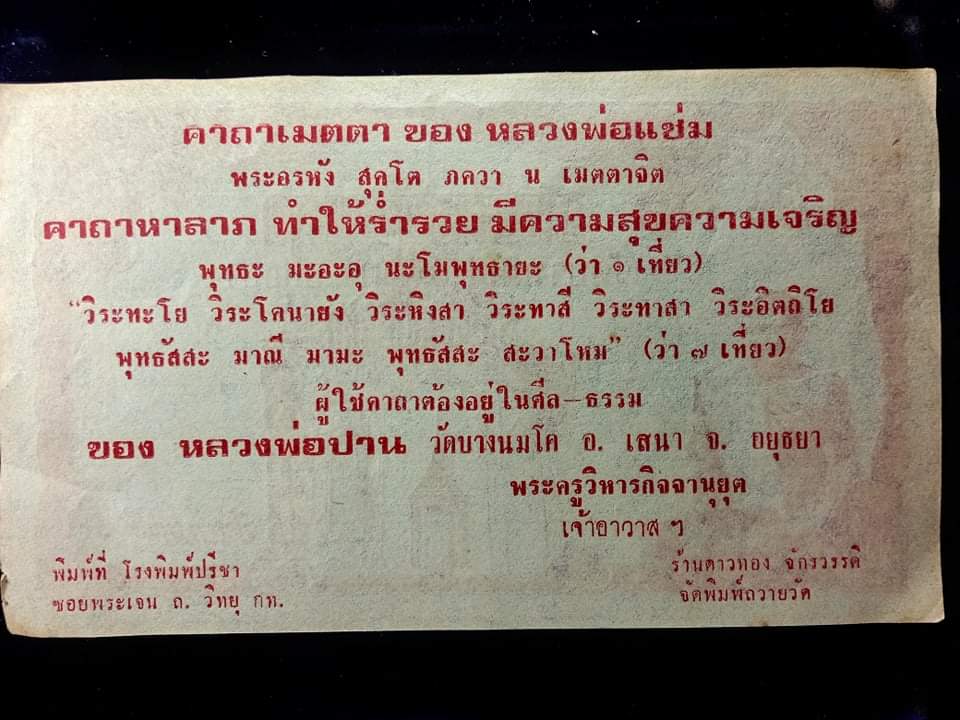 คาถาเมตตา ของ หลวงพ่อแช่ม
พระอรหัง สุคโต ภควา น เมตตาจิต
คาถาหาลาภ ทำให้ร่ำรวย มีความสุขความเจริญ
พุทธะ มะอะอุ นะโมพุทธายะ (ว่า ๑ เที่ยว)
“วิระทะโย วิระโคนายัง วิระหิงสา วิระทาสี วิระทาสา วิระอิตถิโย
พุทธัสสะ มาณี มามะ พุทธัสสะ สะวาโหม” (ว่า ๗ เที่ยว)
ผู้ใช้คาถาต้องอยู่ในศีล–ธรรม
ของ หลวงพ่อปาน วัดบางนมโค อ. เสนา จ. อยุธยา
พระครูวิหารกิจจานุยุต
เจ้าอาวาส ฯ
พิมพ์ที่ โรงพิมพ์ปรีชา
ซอยพระเจน ถ. วิทยุ กท.
ร้านดาวทอง จักรวรรดิ
จัดพิมพ์ถวายวัด